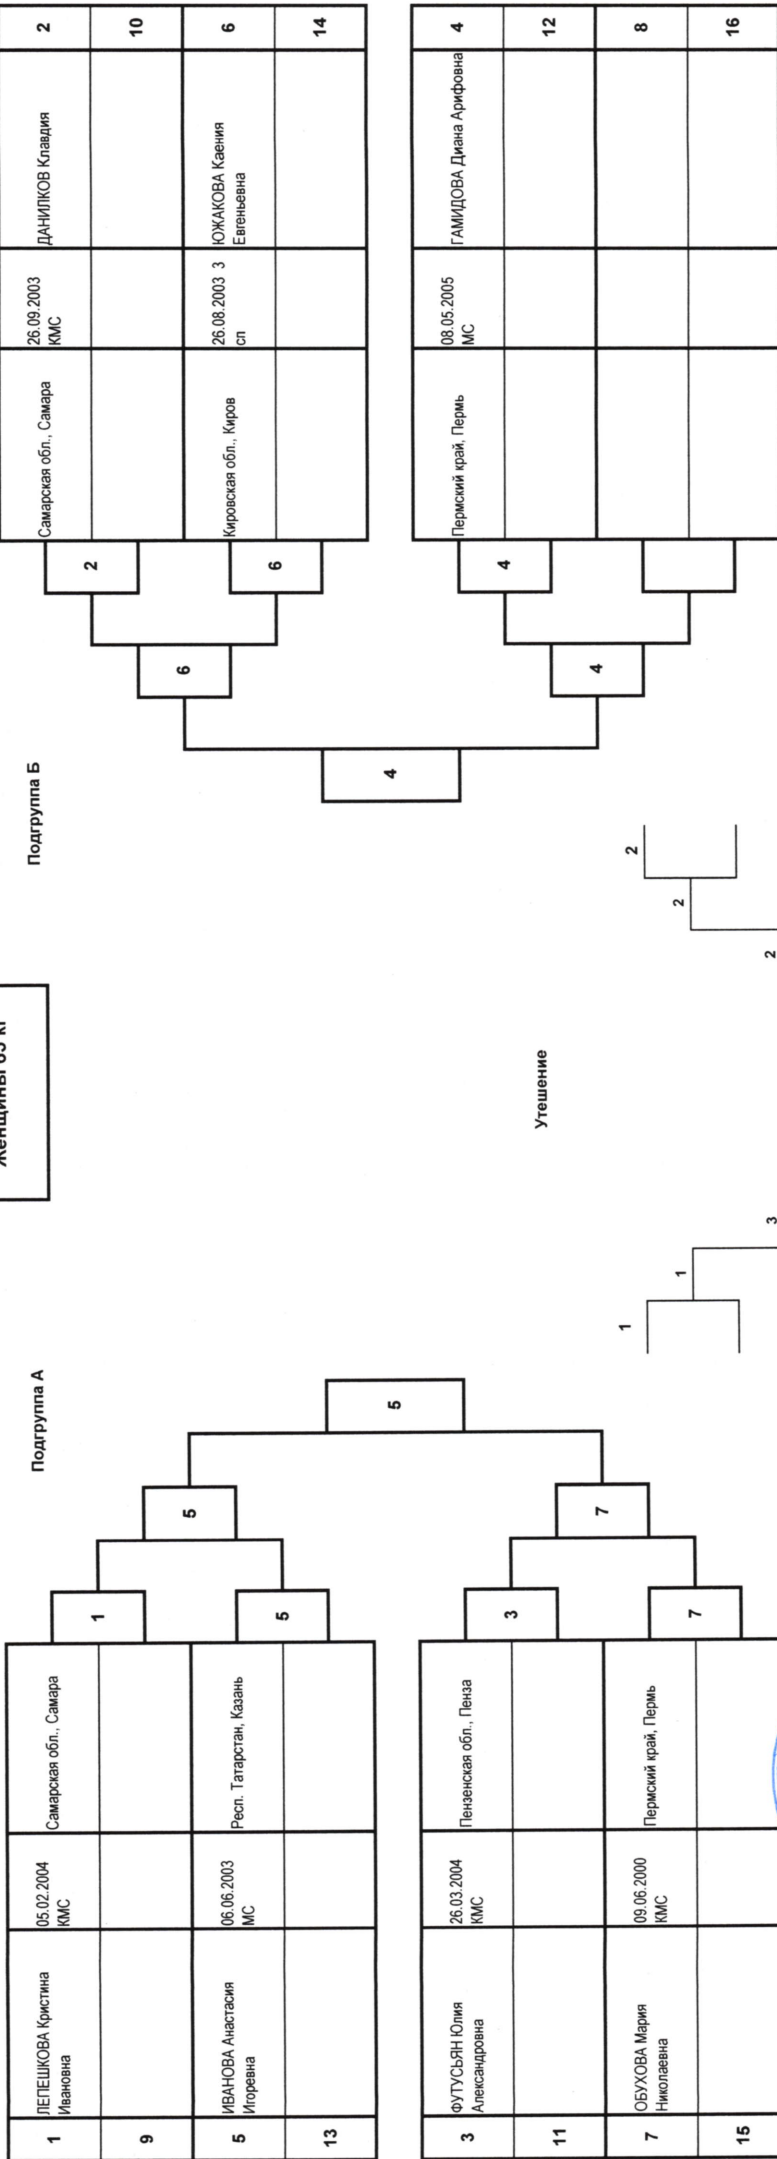 Женщины 65 кг
Подгруппа А
Подгруппа Б
1
ЛЕПЕШКОВА Кристина
Ивановна
05.02.2004
КМС
Самарская обл., Самара
9
5
ИВАНОВА Анастасия
Игоревна
06.06.2003
МС
Респ. Татарстан, Казань
13
3
ФУТУСЬЯН Юлия
Александровна
26.03.2004
КМС
Пензенская обл., Пенза
11
7
ОБУХОВА Мария
Николаевна
09.06.2000
КМС
Пермский край, Пермь
15
1
5
3
7
5
7
5
Самарская обл., Самара
26.09.2003
КМС
ДАНИЛКОВ Клавдия
2
10
Кировская обл., Киров
26.08.2003 3
сп
ЮЖАКОВА Каения
Евгеньевна
6
14
Пермский край, Пермь
08.05.2005
МС
ГАМИДОВА Диана Арифовна
4
12
8
16
2
6
4
6
4
4
Утешение
1
1
3
2
2
2